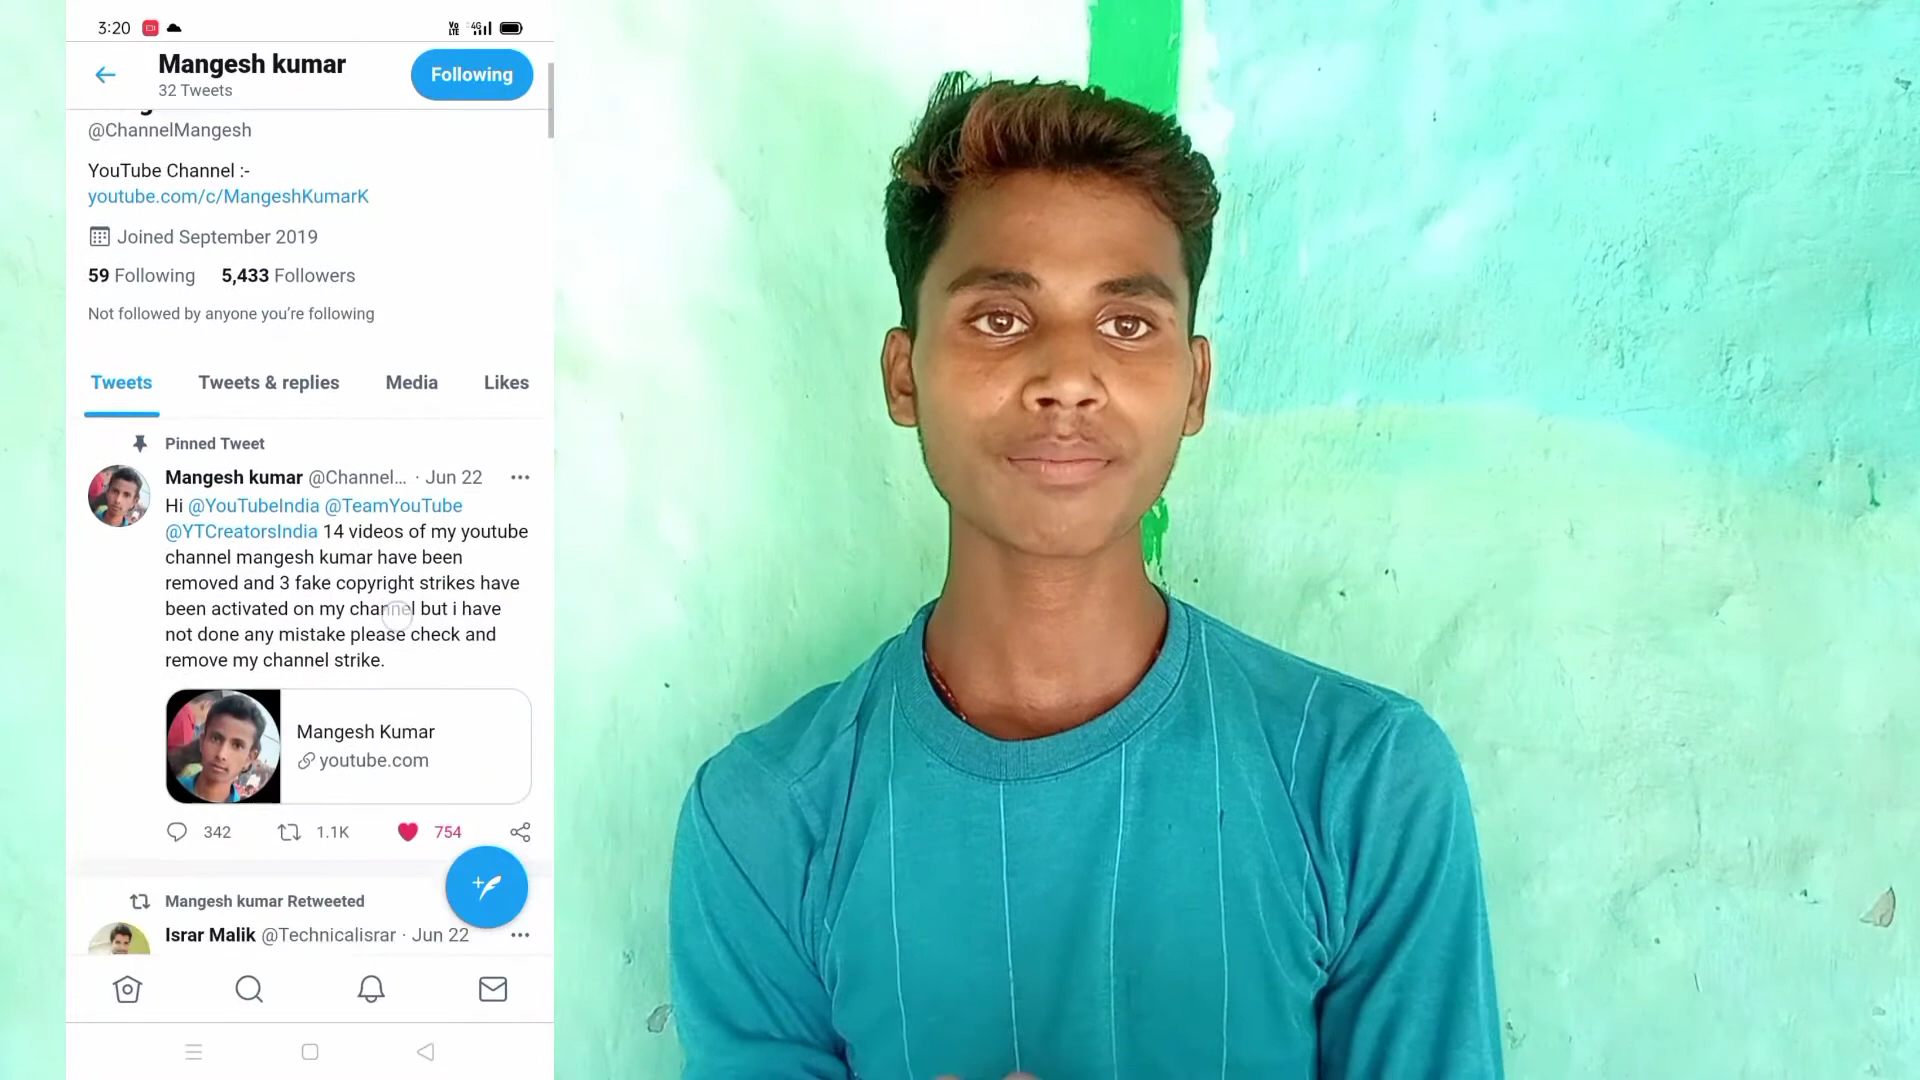 3:20
Vo LTE 4G
Mangesh kumar
Following
32 Tweets
@ChannelMangesh
YouTube Channel :-
youtube.com/c/MangeshKumarK
Joined September 2019
59 Following 5,433 Followers
Not followed by anyone you’re following
Tweets Tweets & replies Media Likes
Pinned Tweet
Mangesh kumar @Channel... · Jun 22
Hi @YouTubeIndia @TeamYouTube
@YTCreatorsIndia 14 videos of my youtube
channel mangesh kumar have been
removed and 3 fake copyright strikes have
been activated on my channel but i have
not done any mistake please check and
remove my channel strike.
Mangesh Kumar
youtube.com
342 1.1K 754
Mangesh kumar Retweeted
Israr Malik @Technicalisrar · Jun 22